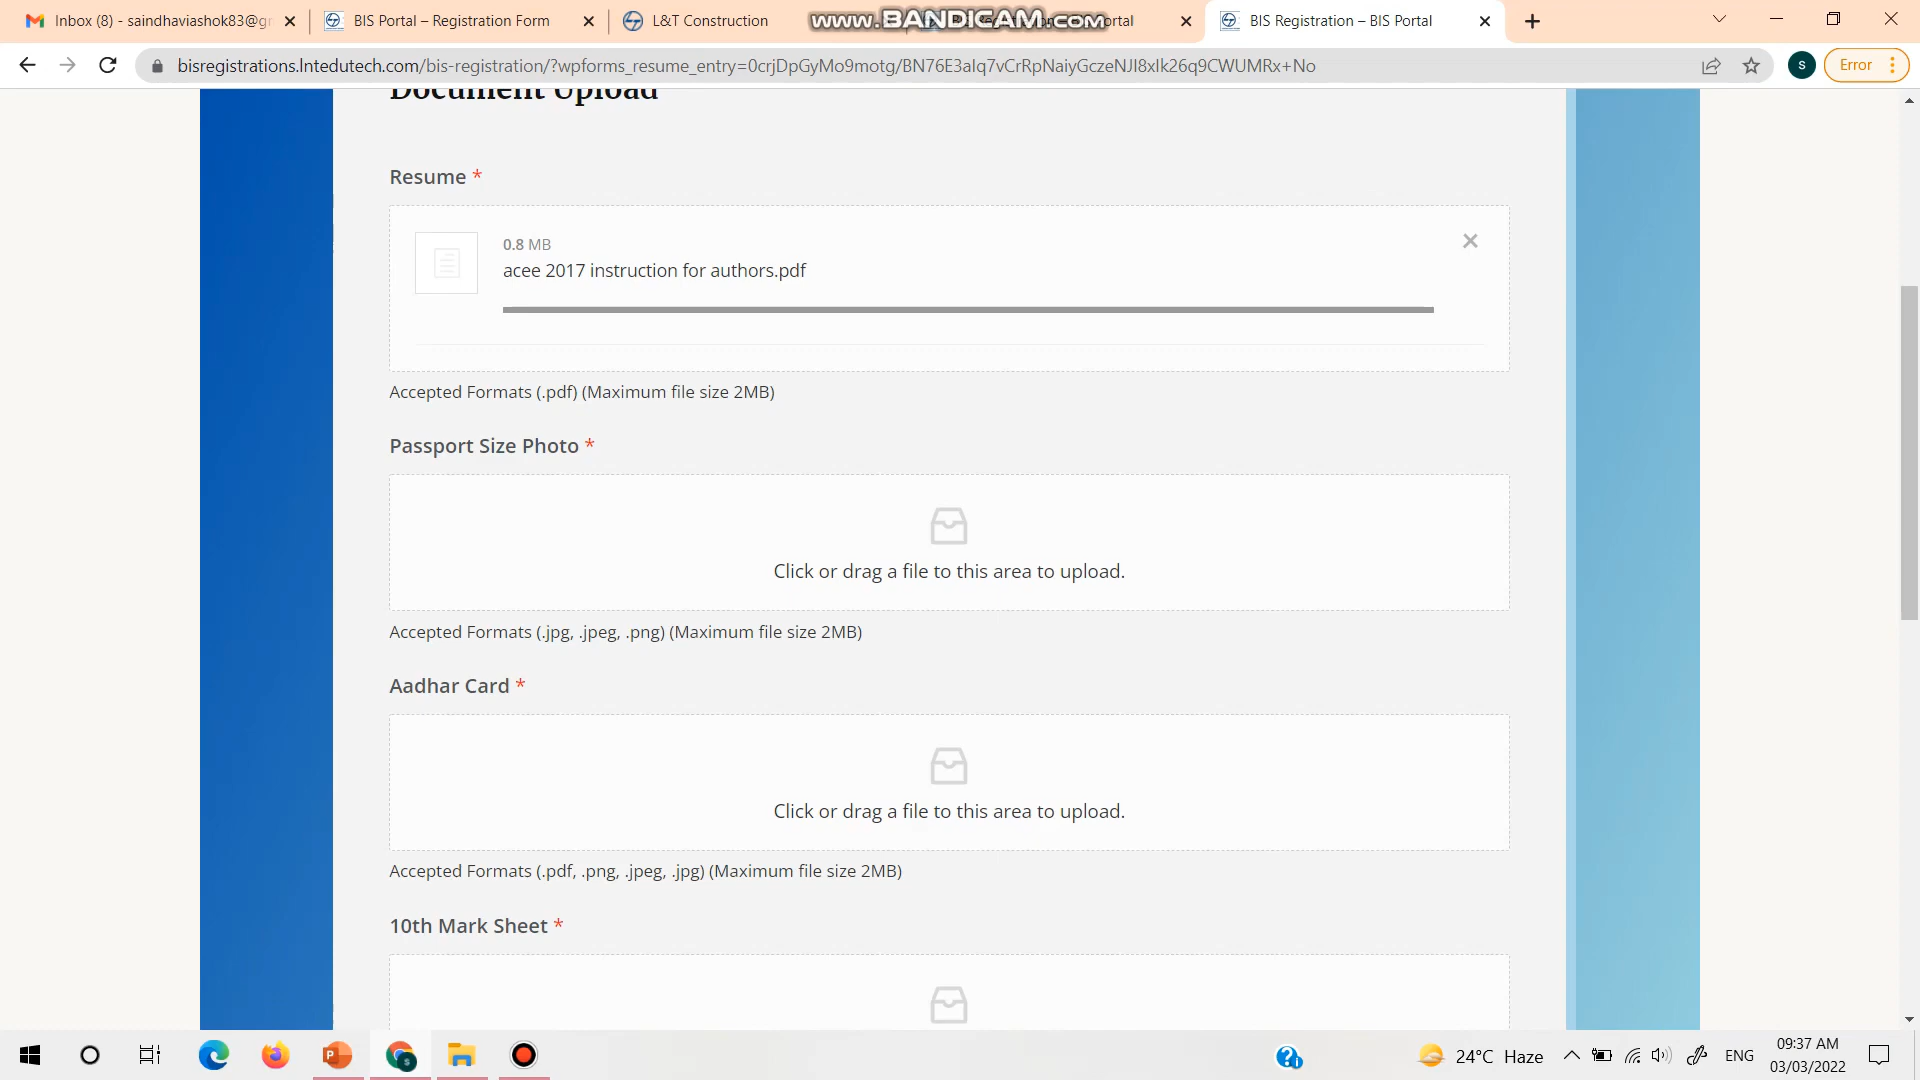 Inbox (8) - saindhaviashok83@gr
BIS Portal – Registration Form
L&T Construction
www.BANDICAM.com
BIS Registration – BIS Portal
bisregistrations.lntedutech.com/bis-registration/?wpforms_resume_entry=0crjDpGyMo9motg/BN76E3aIq7vCrRpNaiyGczeNJI8xIk26q9CWUMRx+No
s
Error
Document Upload
Resume *
0.8 MB
acee 2017 instruction for authors.pdf
Accepted Formats (.pdf) (Maximum file size 2MB)
Passport Size Photo *
Click or drag a file to this area to upload.
Accepted Formats (.jpg, .jpeg, .png) (Maximum file size 2MB)
Aadhar Card *
Click or drag a file to this area to upload.
Accepted Formats (.pdf, .png, .jpeg, .jpg) (Maximum file size 2MB)
10th Mark Sheet *
24°C Haze
ENG
09:37 AM
03/03/2022